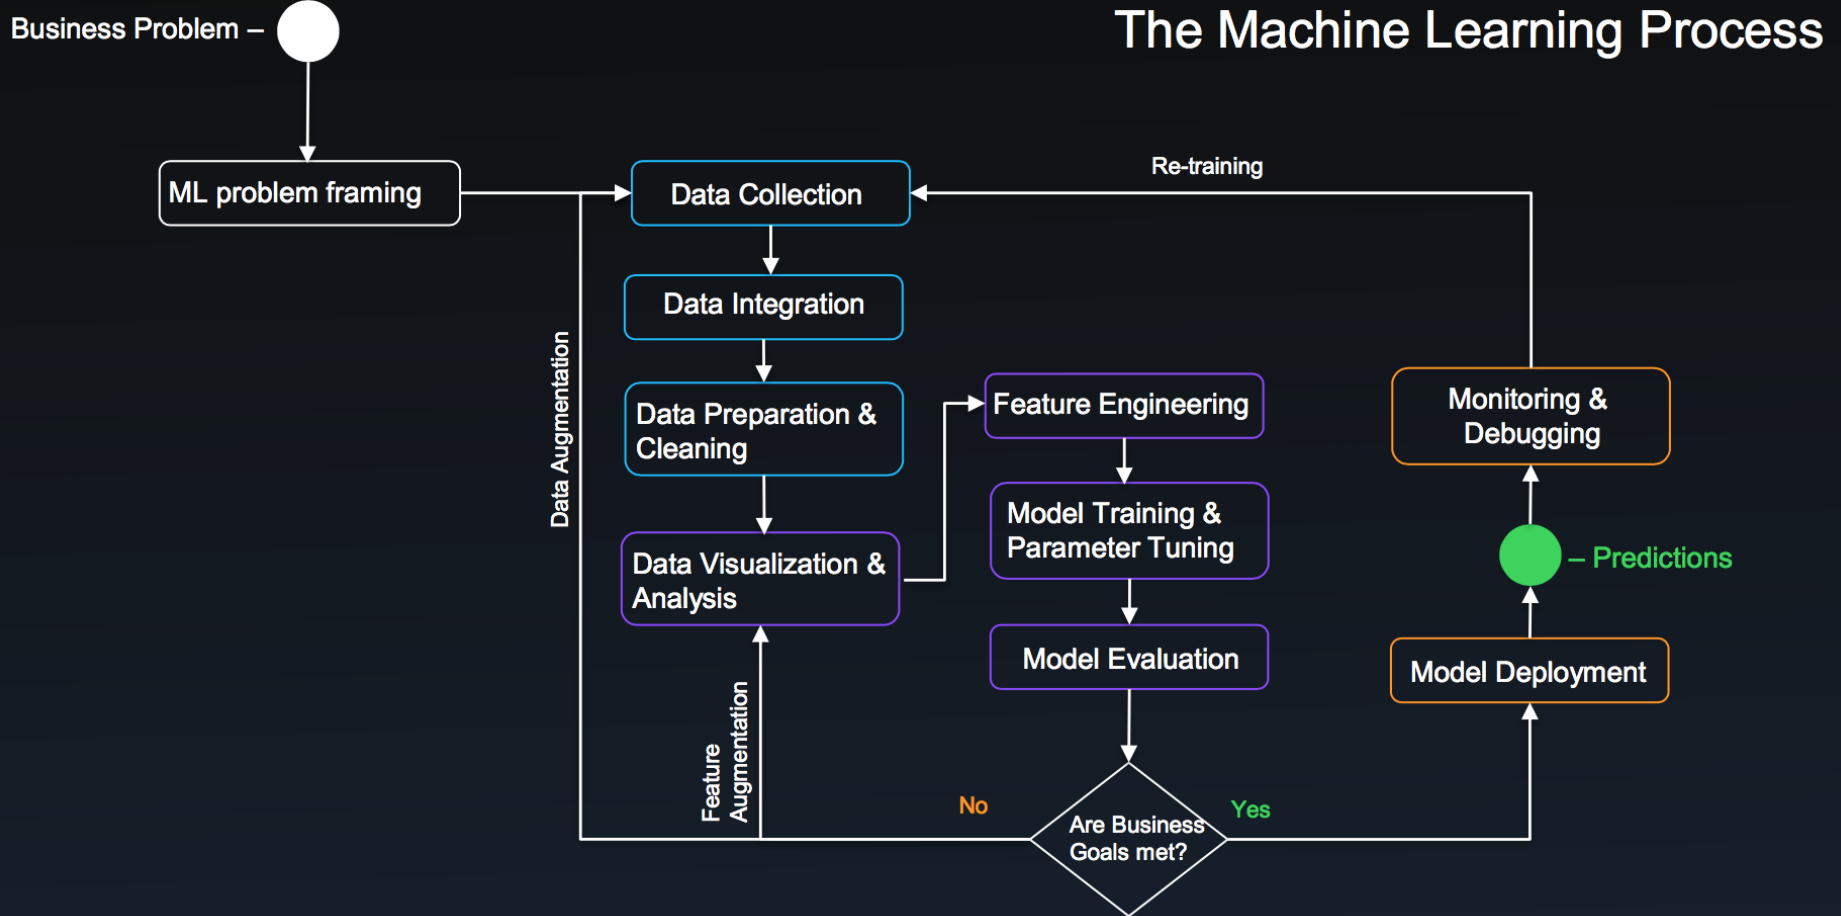 Business Problem –
The Machine Learning Process
ML problem framing
Data Collection
Re-training
Data Integration
Data Preparation &
Cleaning
Data Visualization &
Analysis
Data Augmentation
Feature
Augmentation
Feature Engineering
Model Training &
Parameter Tuning
Model Evaluation
Are Business
Goals met?
No
Yes
Model Deployment
– Predictions
Monitoring &
Debugging